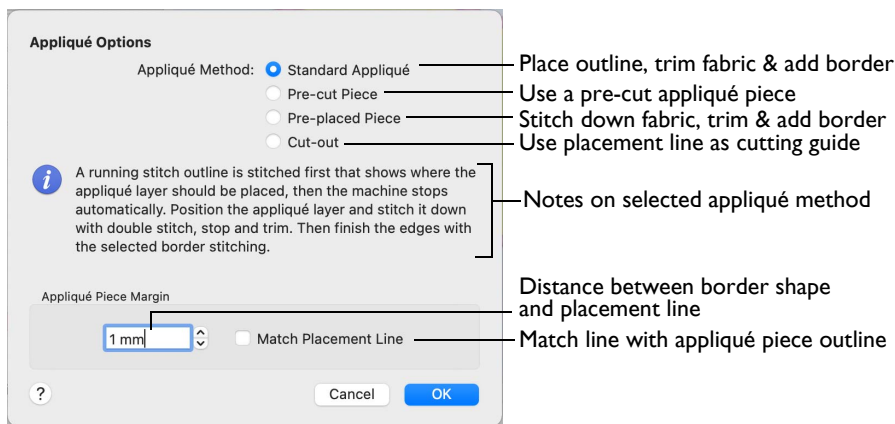 Appliqué Options
Appliqué Method: Standard Appliqué
Place outline, trim fabric & add border
Pre-cut Piece
Use a pre-cut appliqué piece
Pre-placed Piece
Stitch down fabric, trim & add border
Cut-out
Use placement line as cutting guide
A running stitch outline is stitched first that shows where the
appliqué layer should be placed, then the machine stops
automatically. Position the appliqué layer and stitch it down
with double stitch, stop and trim. Then finish the edges with
the selected border stitching.
Notes on selected appliqué method
Appliqué Piece Margin
Distance between border shape
and placement line
1 mm
Match Placement Line
Match line with appliqué piece outline
?
Cancel
OK